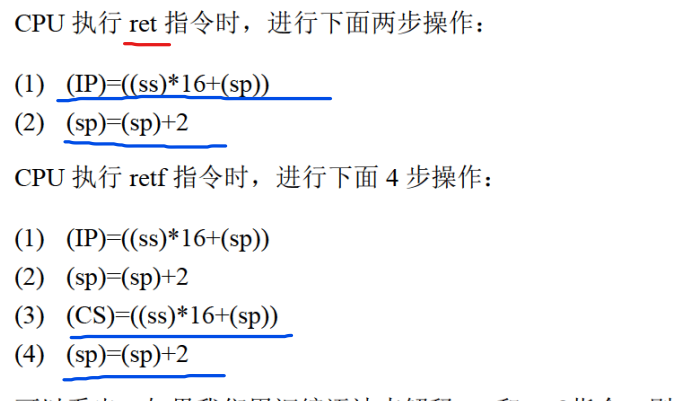 CPU 执行 ret 指令时，进行下面两步操作：
(1) (IP)=((ss)*16+(sp))
(2) (sp)=(sp)+2
CPU 执行 retf 指令时，进行下面 4 步操作：
(1) (IP)=((ss)*16+(sp))
(2) (sp)=(sp)+2
(3) (CS)=((ss)*16+(sp))
(4) (sp)=(sp)+2